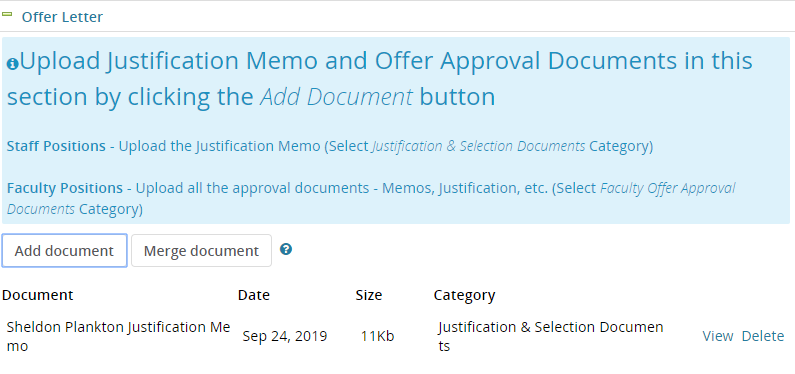 Offer Letter
Upload Justification Memo and Offer Approval Documents in this
section by clicking the Add Document button
Staff Positions - Upload the Justification Memo (Select Justification & Selection Documents Category)
Faculty Positions - Upload all the approval documents - Memos, Justification, etc. (Select Faculty Offer Approval
Documents Category)
Add document Merge document ?
Document Date Size Category
Sheldon Plankton Justification Me
mo
Sep 24, 2019 11Kb
Justification & Selection Documen
ts
View Delete